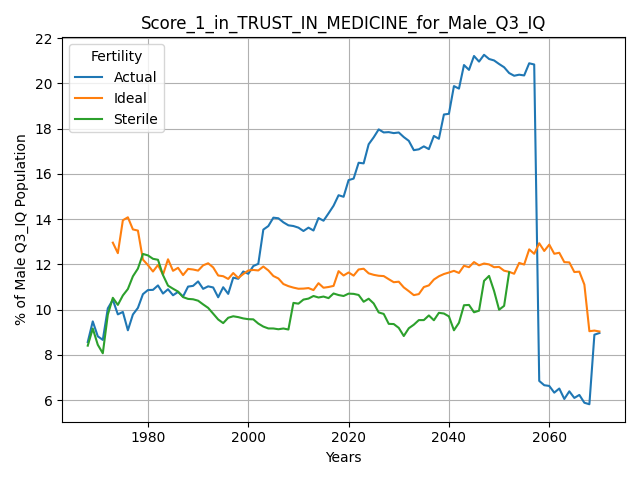 Score_1_in_TRUST_IN_MEDICINE_for_Male_Q3_IQ
Fertility
Actual
Ideal
Sterile
% of Male Q3_IQ Population
22
20
18
16
14
12
10
8
6
1980
2000
2020
2040
2060
Years